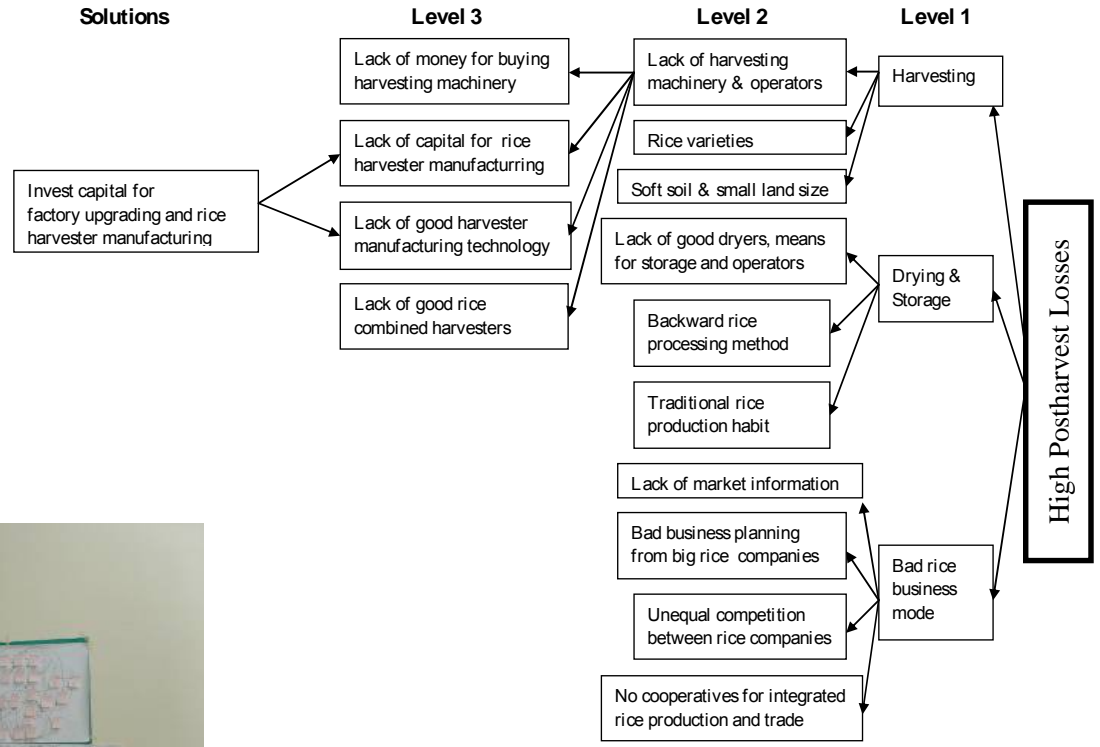 Solutions
Level 3
Level 2
Level 1
Invest capital for
factory upgrading and rice
harvester manufacturing
Lack of money for buying
harvesting machinery
Lack of capital for rice
harvester manufacturring
Lack of good harvester
manufacturing technology
Lack of good rice
combined harvesters
Lack of harvesting
machinery & operators
Rice varieties
Soft soil & small land size
Lack of good dryers, means
for storage and operators
Backward rice
processing method
Traditional rice
production habit
Lack of market information
Bad business planning
from big rice companies
Unequal competition
between rice companies
No cooperatives for integrated
rice production and trade
Harvesting
Drying &
Storage
Bad rice
business
mode
High Postharvest Losses